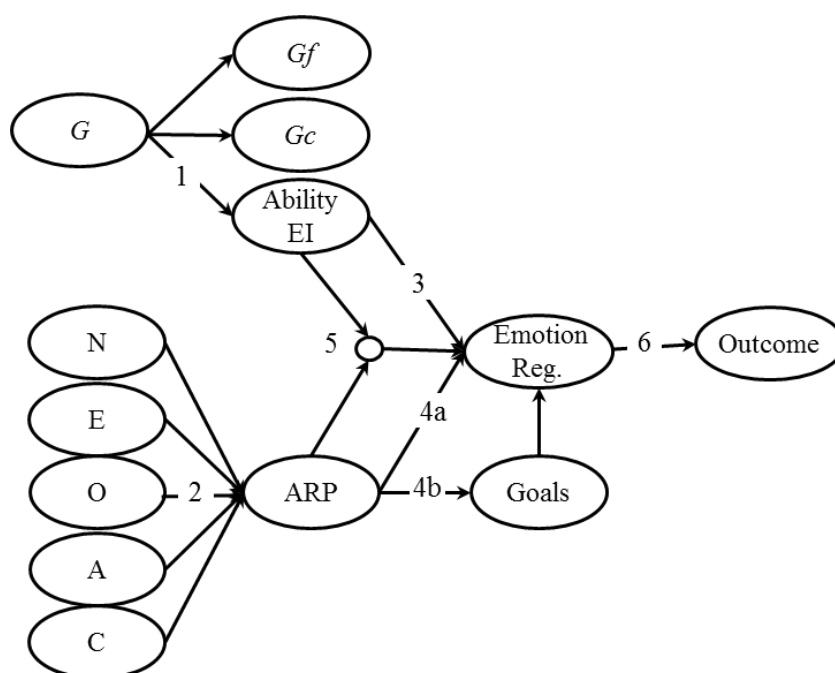 Gf
G
Gc
1
Ability
EI
3
N
5
Emotion
Reg.
6
Outcome
E
4a
O
2
ARP
4b
Goals
A
C